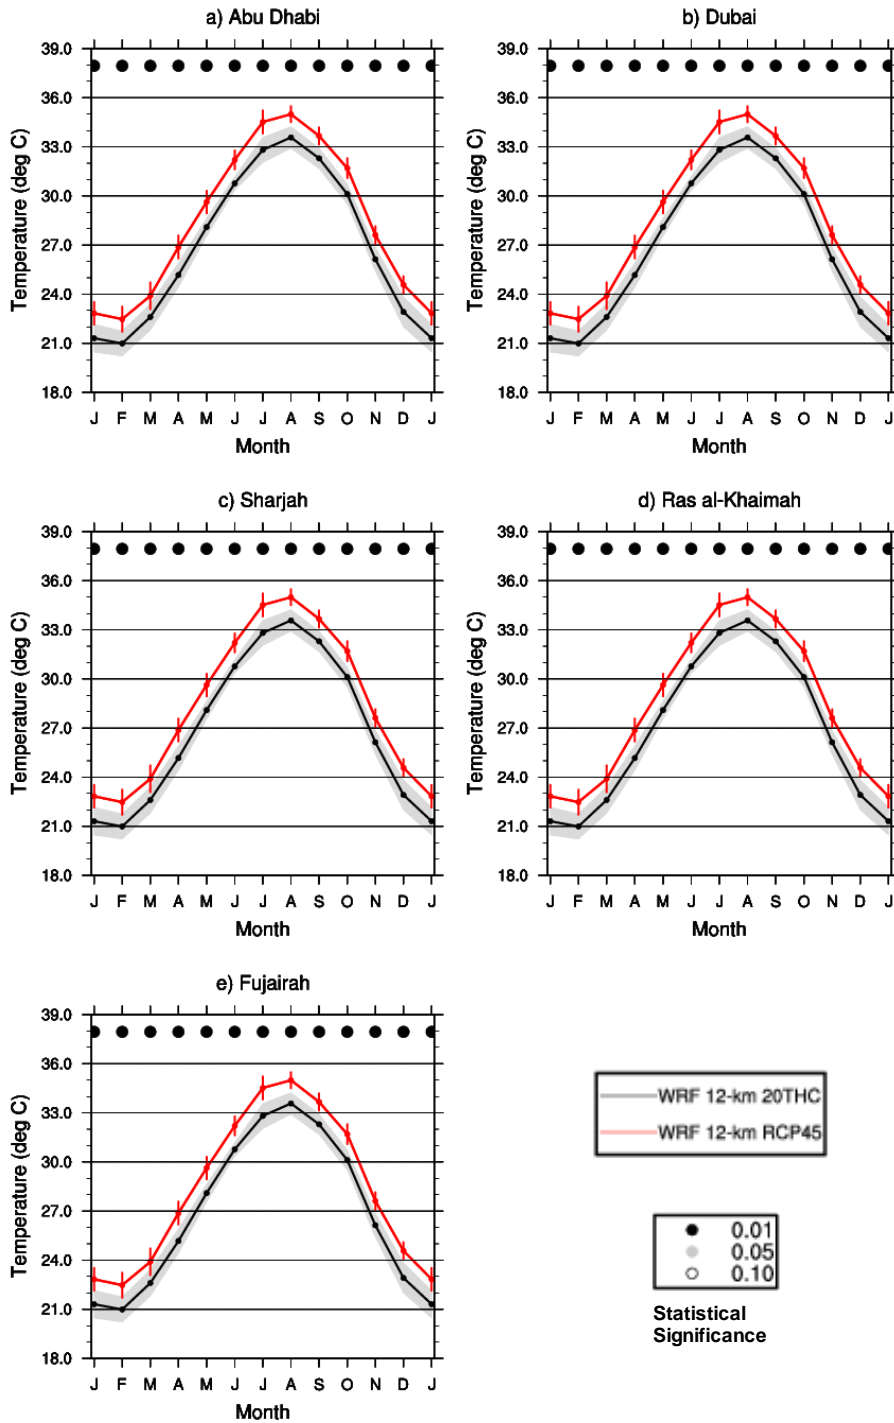 a) Abu Dhabi
Temperature (deg C)
39.0
36.0
33.0
30.0
27.0
24.0
21.0
18.0
J F M A M J J A S O N D J
Month
b) Dubai
Temperature (deg C)
39.0
36.0
33.0
30.0
27.0
24.0
21.0
18.0
J F M A M J J A S O N D J
Month
c) Sharjah
Temperature (deg C)
39.0
36.0
33.0
30.0
27.0
24.0
21.0
18.0
J F M A M J J A S O N D J
Month
d) Ras al-Khaimah
Temperature (deg C)
39.0
36.0
33.0
30.0
27.0
24.0
21.0
18.0
J F M A M J J A S O N D J
Month
e) Fujairah
Temperature (deg C)
39.0
36.0
33.0
30.0
27.0
24.0
21.0
18.0
J F M A M J J A S O N D J
Month
WRF 12-km 20THC
WRF 12-km RCP45
0.01
0.05
0.10
Statistical
Significance